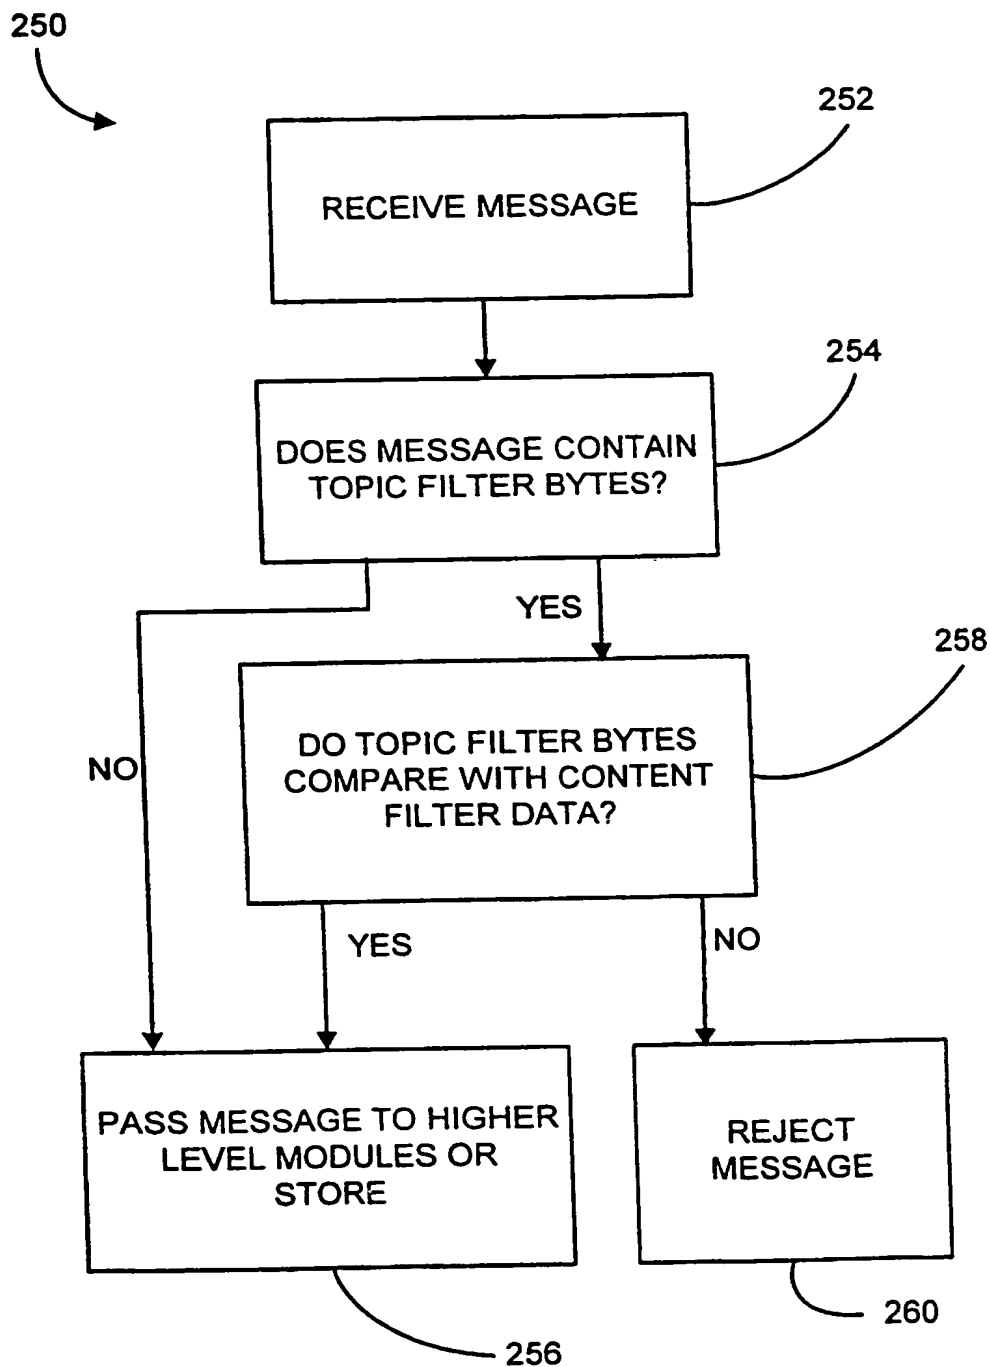 250
252
RECEIVE MESSAGE
254
DOES MESSAGE CONTAIN
TOPIC FILTER BYTES?
YES
258
NO
DO TOPIC FILTER BYTES
COMPARE WITH CONTENT
FILTER DATA?
YES
NO
PASS MESSAGE TO HIGHER
LEVEL MODULES OR
STORE
REJECT
MESSAGE
256
260